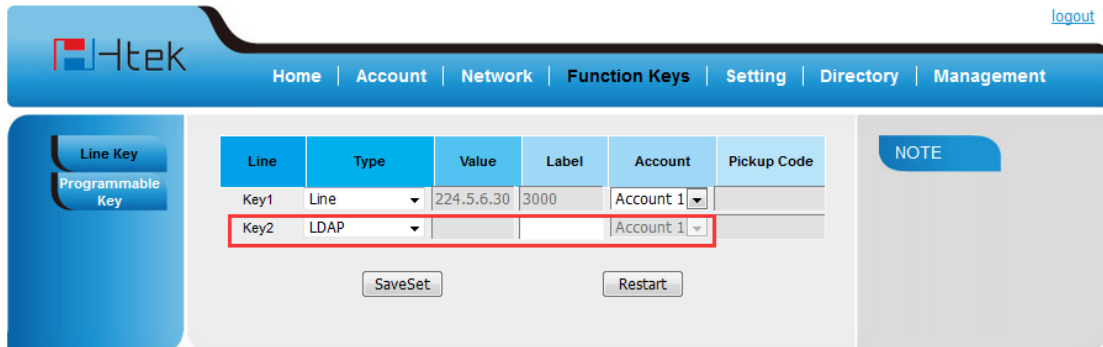 logout
Htek
Home | Account | Network | Function Keys | Setting | Directory | Management
Line Key
Programmable Key
Line Type Value Label Account Pickup Code
Key1 Line 224.5.6.30 3000 Account 1
Key2 LDAP Account 1
SaveSet Restart
NOTE